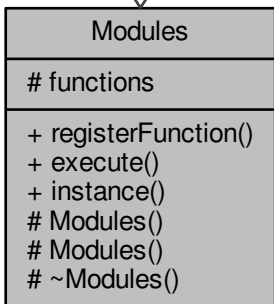 Modules
# functions
+ registerFunction()
+ execute()
+ instance()
# Modules()
# Modules()
# ~Modules()